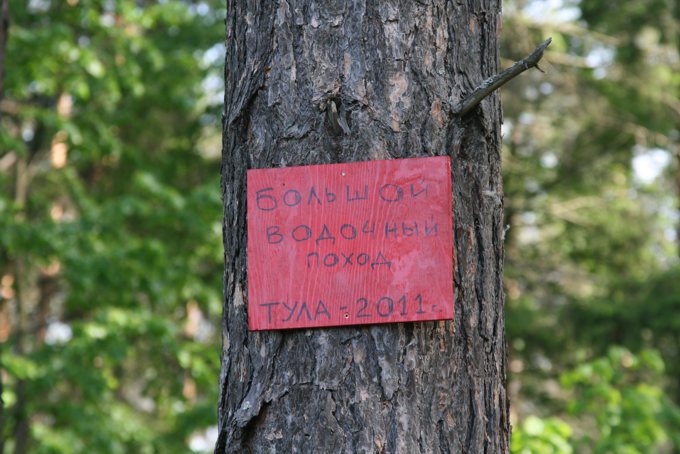 большой
водочный
поход
ТУЛА - 2011.